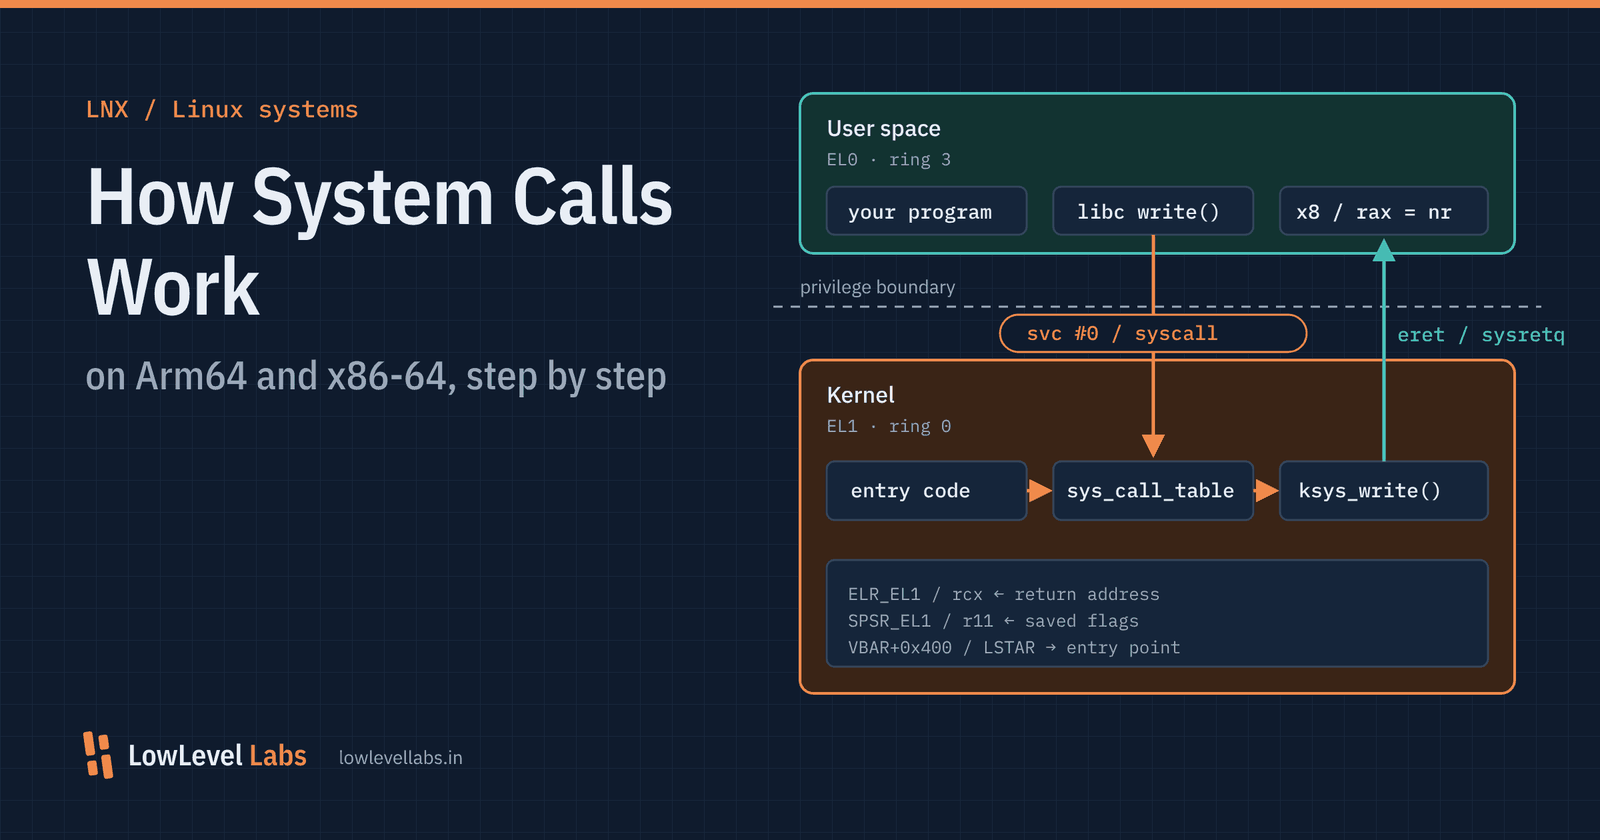 LNX / Linux systems
How System Calls
Work
on Arm64 and x86-64, step by step
User space
EL0 · ring 3
your program
libc write()
x8 / rax = nr
privilege boundary
svc #0 / syscall
eret / sysretq
Kernel
EL1 · ring 0
entry code
sys_call_table
ksys_write()
ELR_EL1 / rcx ← return address
SPSR_EL1 / r11 ← saved flags
VBAR+0x400 / LSTAR → entry point
LowLevel Labs
lowlevellabs.in